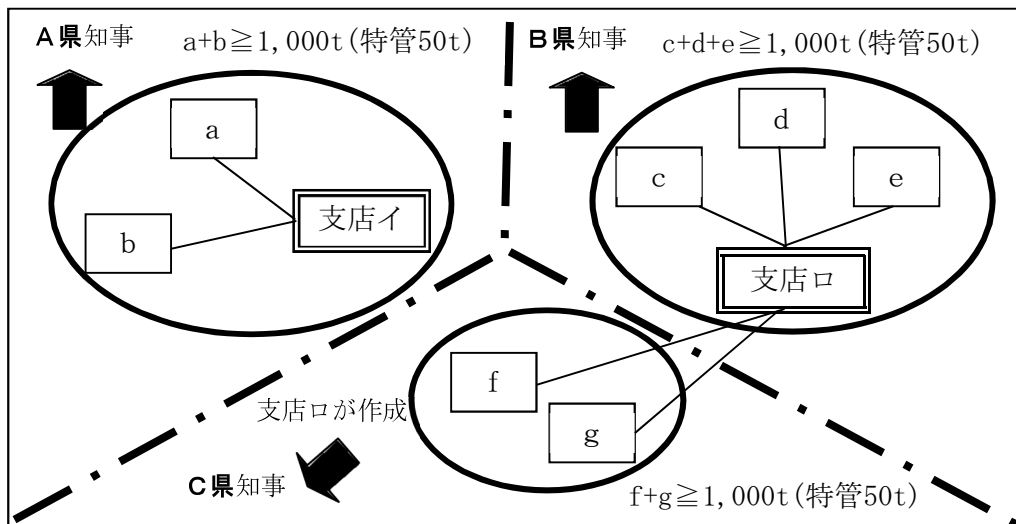 A県知事
a+b≧1,000t(特管50t)
a
b
支店イ
B県知事
c+d+e≧1,000t(特管50t)
d
c
e
支店ロ
f
g
支店ロが作成
C県知事
f+g≧1,000t(特管50t)